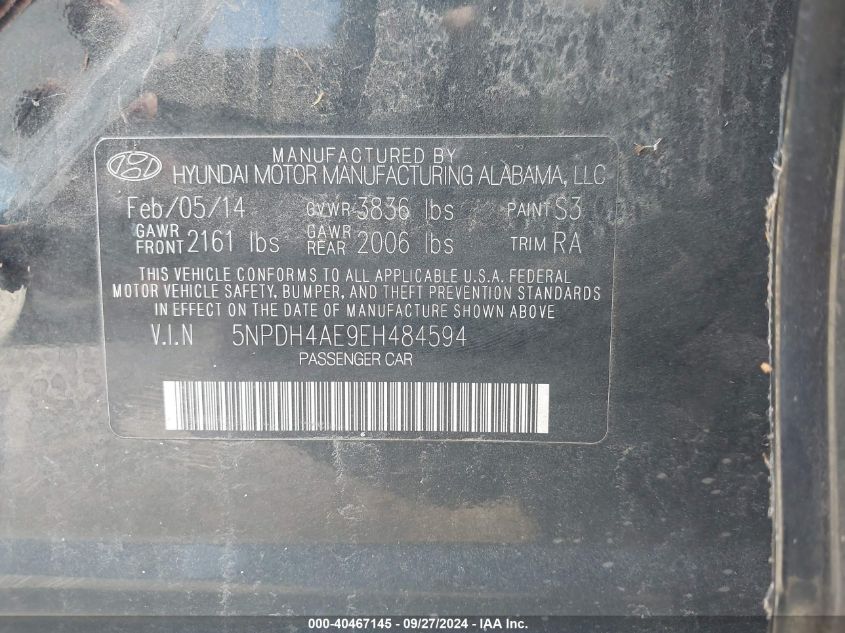 MANUFACTURED BY
HYUNDAI MOTOR MANUFACTURING ALABAMA, LLC
Feb/05/14 GVWR 3836 lbs PAINT S3
GAWR FRONT 2161 lbs GAWR REAR 2006 lbs TRIM RA
THIS VEHICLE CONFORMS TO ALL APPLICABLE U.S.A. FEDERAL
MOTOR VEHICLE SAFETY, BUMPER, AND THEFT PREVENTION STANDARDS
IN EFFECT ON THE DATE OF MANUFACTURE SHOWN ABOVE
V.I.N 5NPDH4AE9EH484594
PASSENGER CAR
000-40467145 - 09/27/2024 - IAA Inc.